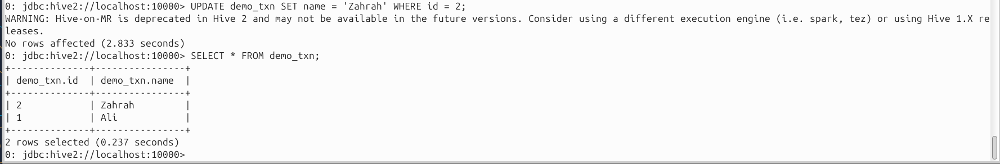 0: jdbc:hive2://localhost:10000> UPDATE demo_txn SET name = 'Zahrah' WHERE id = 2;
WARNING: Hive-on-MR is deprecated in Hive 2 and may not be available in the future versions. Consider using a different execution engine (i.e. spark, tez) or using Hive 1.X re
leases.
No rows affected (2.833 seconds)
0: jdbc:hive2://localhost:10000> SELECT * FROM demo_txn;
+--------------+----------------+
| demo_txn.id  | demo_txn.name  |
+--------------+----------------+
| 2            | Zahrah         |
| 1            | Ali            |
+--------------+----------------+
2 rows selected (0.237 seconds)
0: jdbc:hive2://localhost:10000>